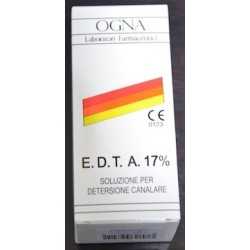 OGNA
Laboratori Farmaceutici
CE
0123
E. D. T. A. 17%
SOLUZIONE PER
DETERSIONE CANALARE